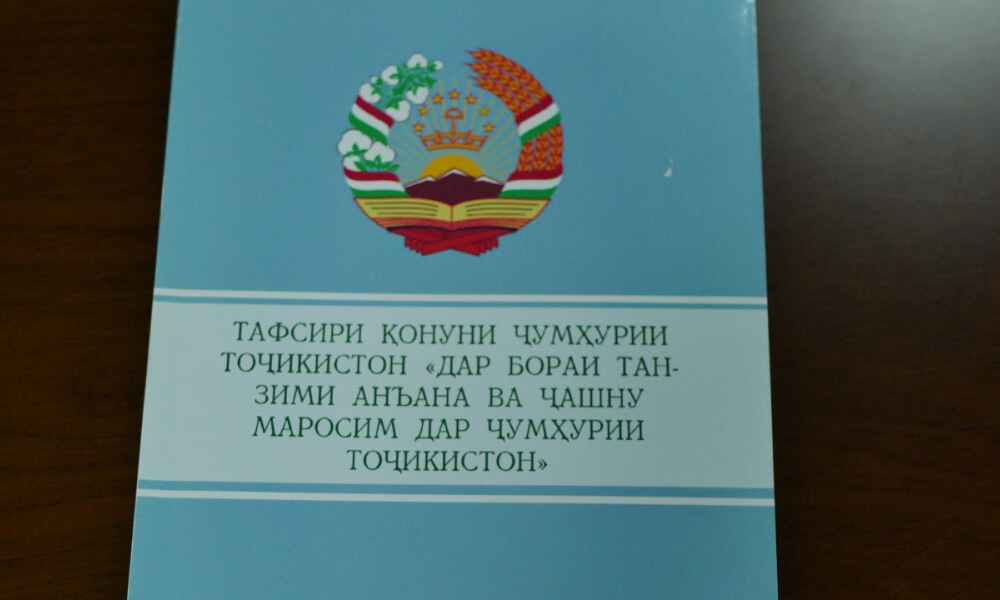 ТАФСИРИ ҚОНУНИ ҶУМҲУРИИ
ТОҶИКИСТОН «ДАР БОРАИ ТАН-
ЗИМИ АНЪАНА ВА ҶАШНУ
МАРОСИМ ДАР ҶУМҲУРИИ
ТОҶИКИСТОН»